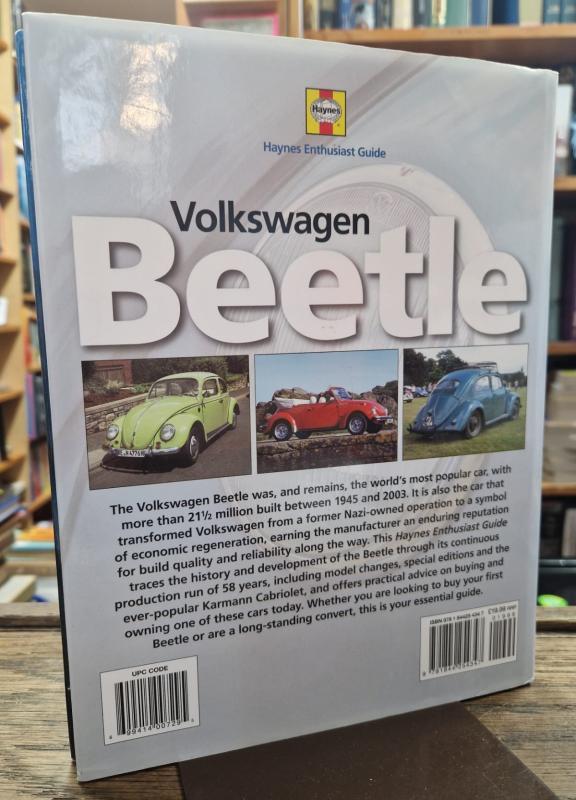 Haynes
Haynes Enthusiast Guide
Volkswagen
Beetle
The Volkswagen Beetle was, and remains, the world's most popular car, with
more than 21½ million built between 1945 and 2003. It is also the car that
transformed Volkswagen from a former Nazi-owned operation to a symbol
of economic regeneration, earning the manufacturer an enduring reputation
for build quality and reliability along the way. This Haynes Enthusiast Guide
traces the history and development of the Beetle through its continuous
production run of 58 years, including model changes, special editions and the
ever-popular Karmann Cabriolet, and offers practical advice on buying and
owning one of these cars today. Whether you are looking to buy your first
Beetle or are a long-standing convert, this is your essential guide.
UPC CODE
99414 00729
£19.99 RRP